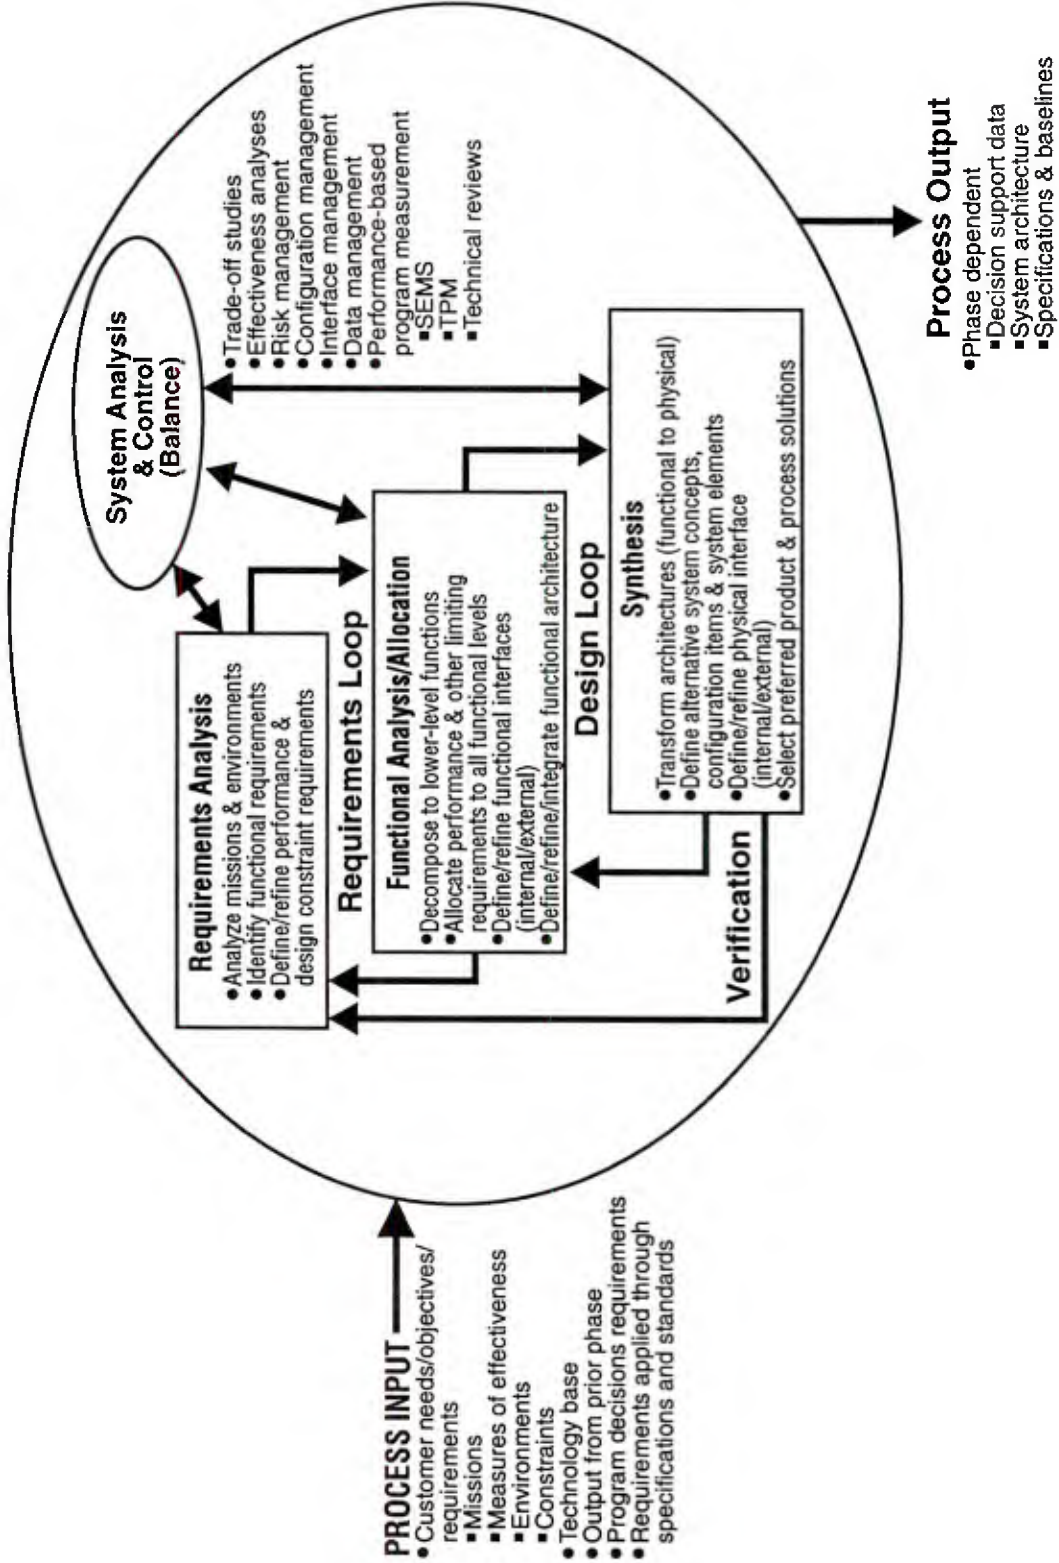 PROCESS INPUT
•Customer needs/objectives/
requirements
▪Missions
▪Measures of effectiveness
▪Environments
▪Constraints
•Technology base
•Output from prior phase
•Program decisions requirements
•Requirements applied through
specifications and standards
System Analysis
& Control
(Balance)
•Trade-off studies
•Effectiveness analyses
•Risk management
•Configuration management
•Interface management
•Data management
•Performance-based
program measurement
▪SEMS
▪TPM
▪Technical reviews
Requirements Analysis
•Analyze missions & environments
•Identify functional requirements
•Define/refine performance &
design constraint requirements
Requirements Loop
Functional Analysis/Allocation
•Decompose to lower-level functions
•Allocate performance & other limiting
requirements to all functional levels
•Define/refine functional interfaces
(internal/external)
•Define/refine/integrate functional architecture
Design Loop
Synthesis
•Transform architectures (functional to physical)
•Define alternative system concepts,
configuration items & system elements
•Define/refine physical interface
(internal/external)
•Select preferred product & process solutions
Verification
Process Output
•Phase dependent
▪Decision support data
▪System architecture
▪Specifications & baselines